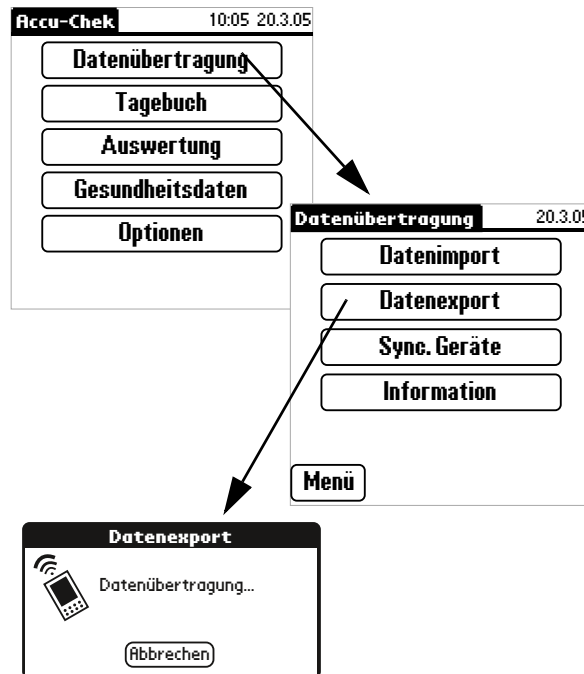 Accu-Chek 10:05 20.3.05
Datenübertragung
Tagebuch
Auswertung
Gesundheitsdaten
Optionen
Datenübertragung 20.3.05
Datenimport
Datenexport
Sync. Geräte
Information
Menü
Datenexport
Datenübertragung...
Abbrechen